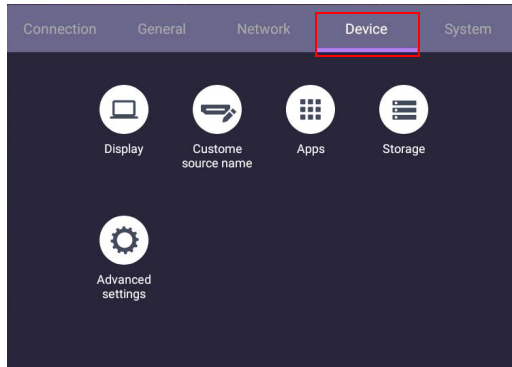 Connection General Network Device System
Display Custome source name Apps Storage
Advanced settings